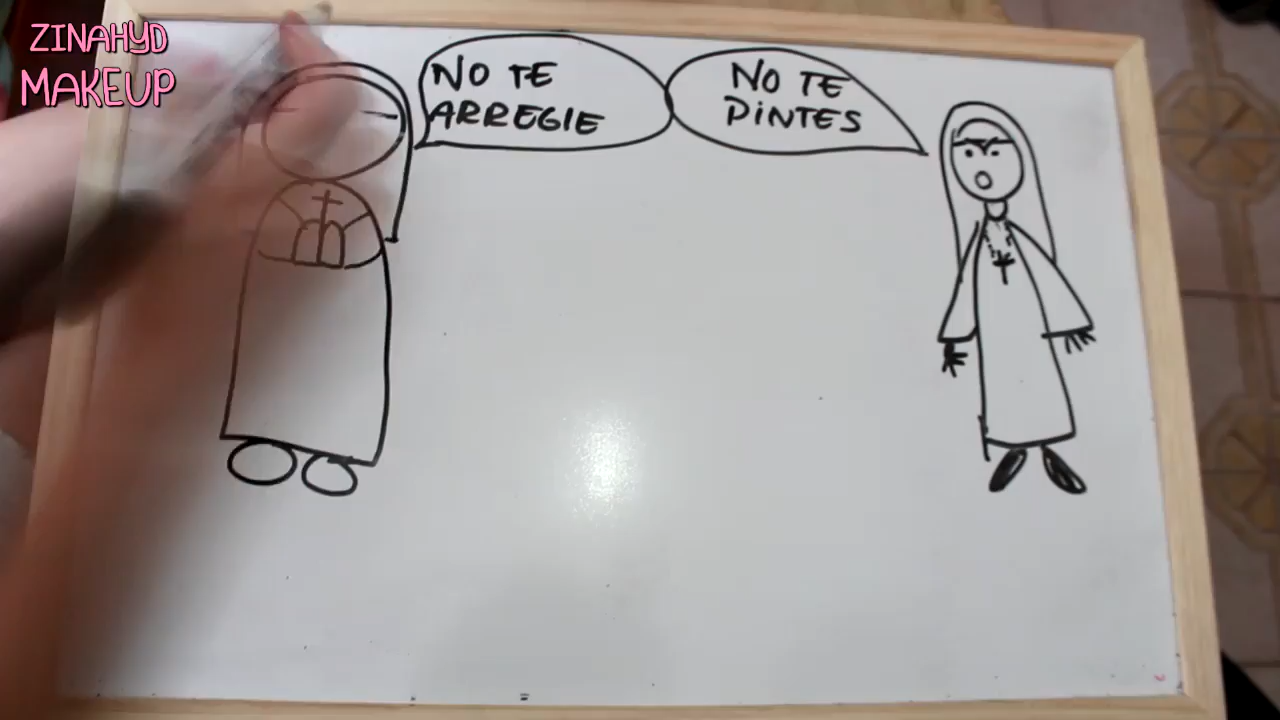 ZINAHYD
MAKEUP
NO TE
ARREGIE
NO TE
PiNTES